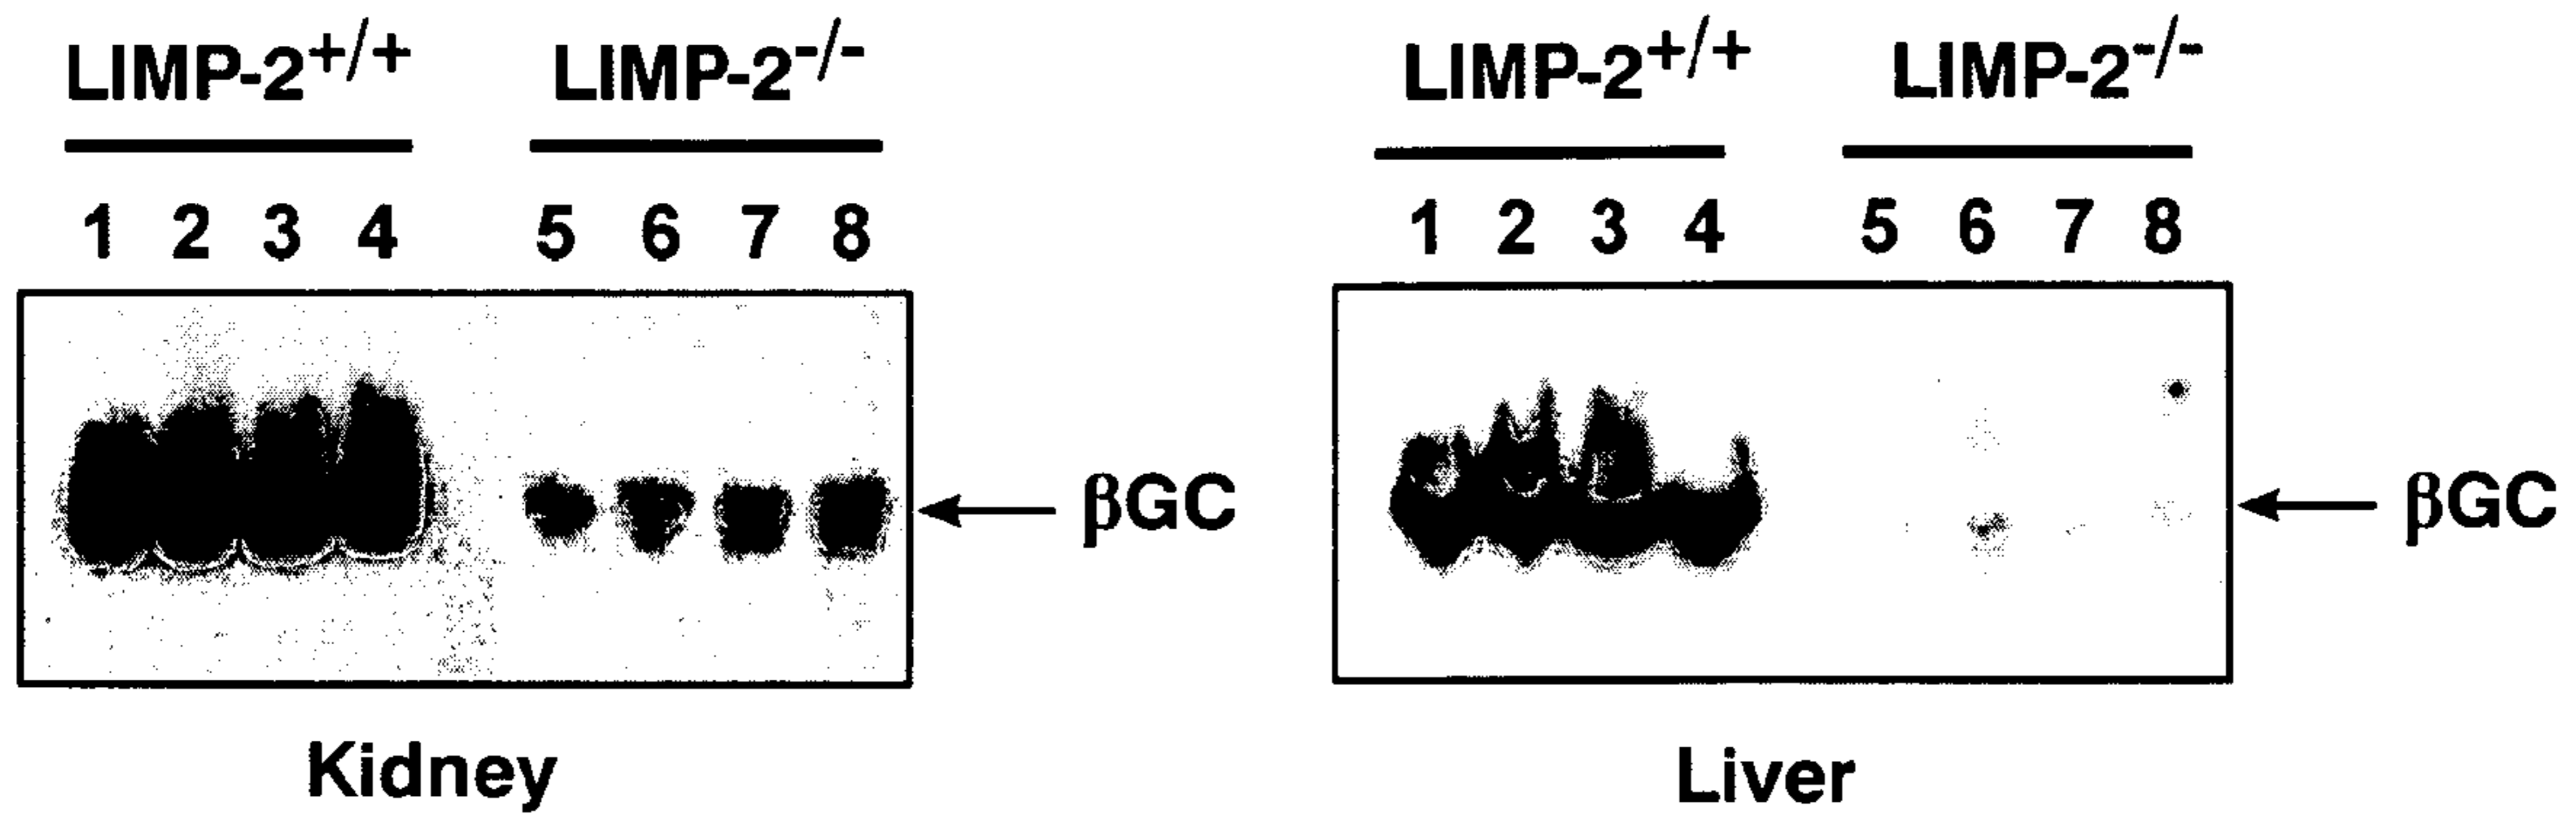 LIMP-2+/+ LIMP-2-/-
1 2 3 4 5 6 7 8
βGC
Kidney
LIMP-2+/+ LIMP-2-/-
1 2 3 4 5 6 7 8
βGC
Liver